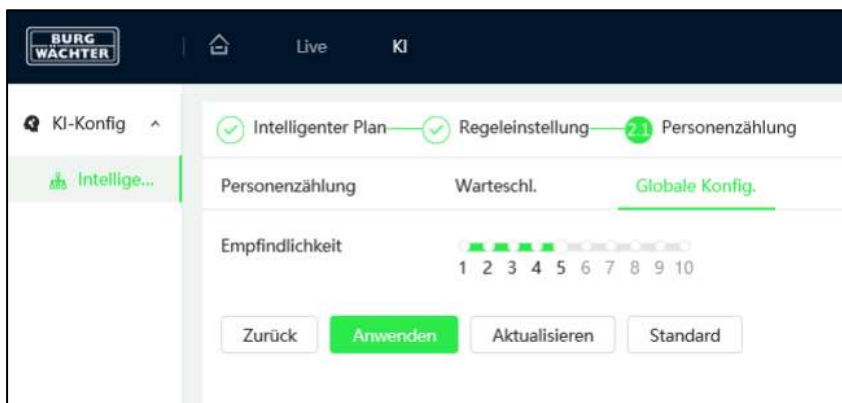 BURG
WÄCHTER
Live KI
KI-Konfig
Intelligenter Plan Regeleinstellung 2.1 Personenzählung
Intellige...
Personenzählung Warteschl. Globale Konfig.
Empfindlichkeit
1 2 3 4 5 6 7 8 9 10
Zurück Anwenden Aktualisieren Standard